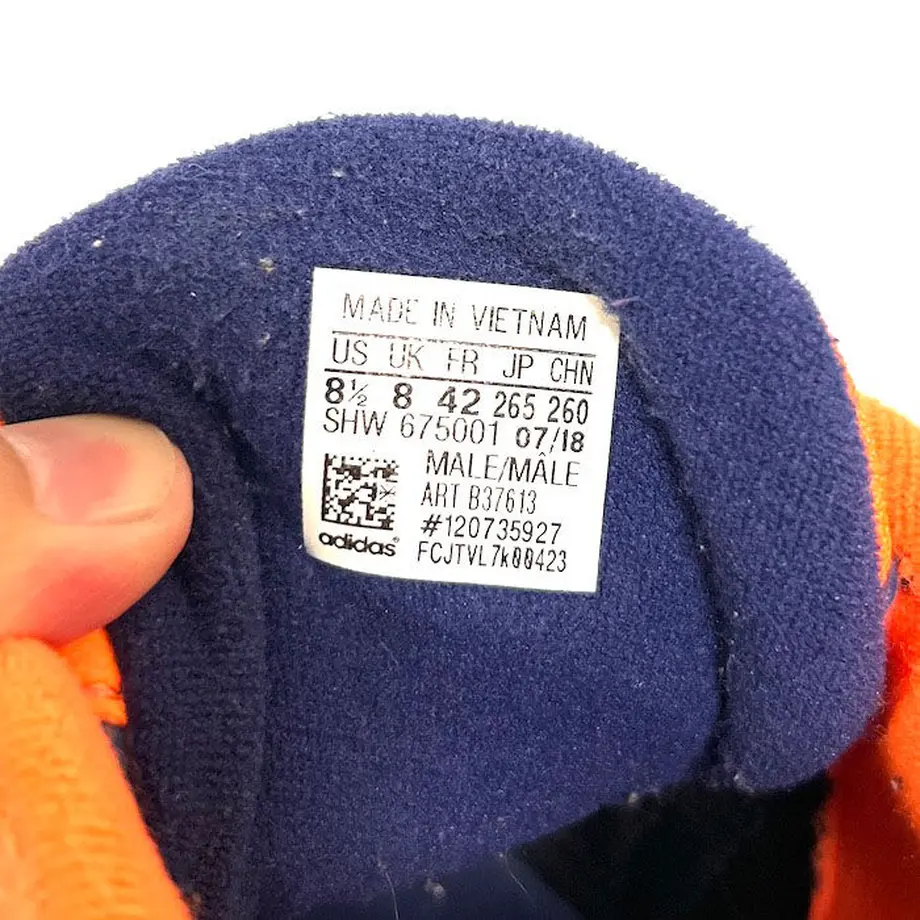 MADE IN VIETNAM
US UK FR JP CHN
8½ 8 42 265 260
SHW 675001 07/18
MALE/MÂLE
ART B37613
#120735927
adidas® FCJTVL7k00423